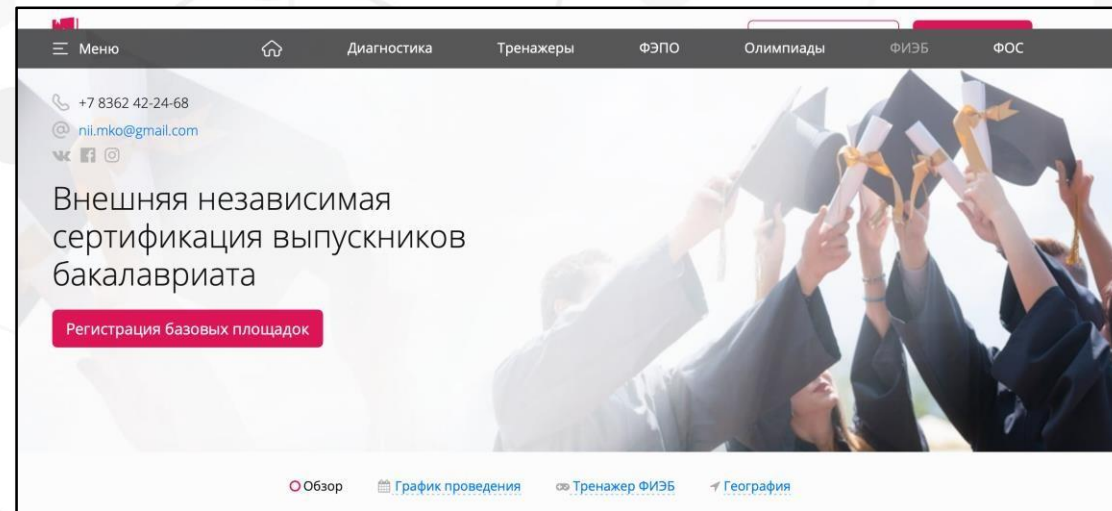 Меню Диагностика Тренажеры ФЭПО Олимпиады ФИЭБ ФОС
+7 8362 42-24-68
nii.mko@gmail.com
Внешняя независимая
сертификация выпускников
бакалавриата
Регистрация базовых площадок
Обзор График проведения Тренажер ФИЭБ География